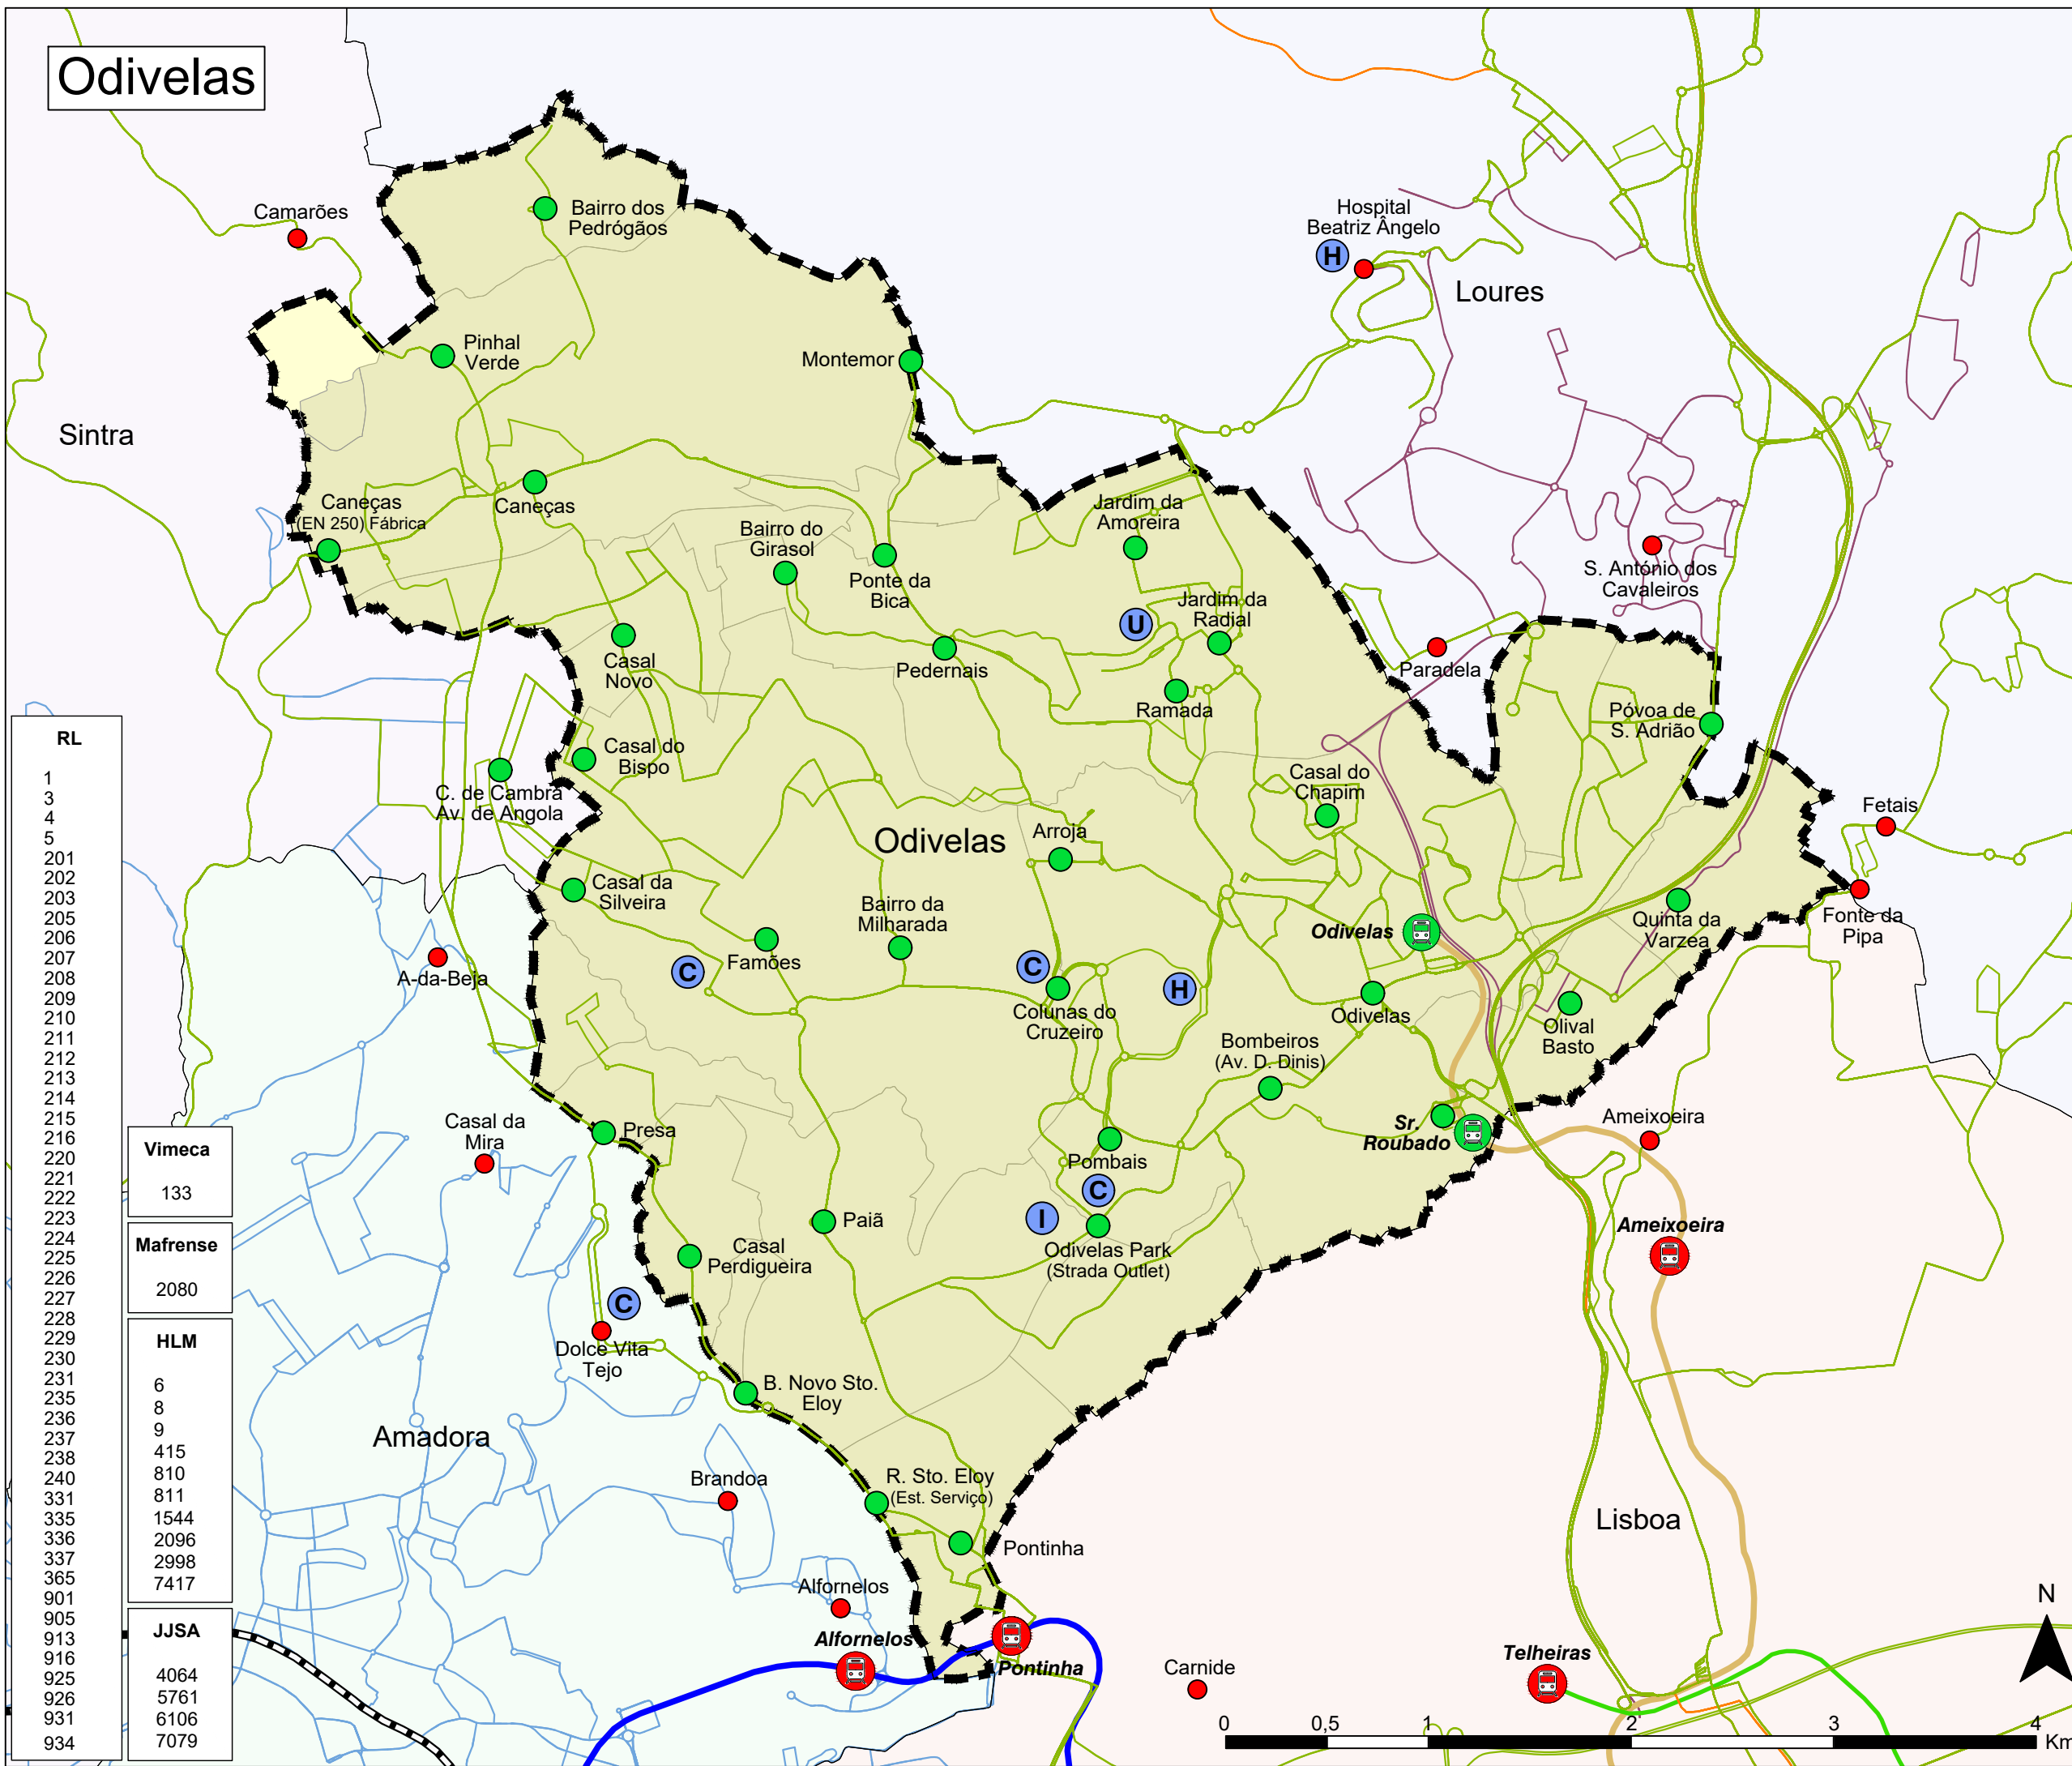 Odivelas
Camarões
Bairro dos
Pedrógãos
Hospital
Beatriz Ângelo
H
Loures
Pinhal
Verde
Montemor
Sintra
Caneças
(EN 250) Fábrica
Caneças
Bairro do
Girasol
Ponte da
Bica
Jardim da
Amoreira
S. António dos
Cavaleiros
U
Jardim da
Radial
Casal
Novo
Pedernais
Ramada
Paradela
Póvoa de
S. Adrião
Casal do
Bispo
C. de Cambra
Av. de Angola
Casal do
Chapim
Fetais
Odivelas
Arroja
Casal da
Silveira
Bairro da
Milharada
Odivelas
Quinta da
Varzea
Fonte da
Pipa
A-da-Beja
Famões
C
C
H
Colunas do
Cruzeiro
Odivelas
Olival
Basto
Bombeiros
(Av. D. Dinis)
Casal da
Mira
Presa
Sr.
Roubado
Ameixoeira
Pombais
C
I
Paiã
Ameixoeira
Casal
Perdigueira
Odivelas Park
(Strada Outlet)
C
Dolce Vita
Tejo
B. Novo Sto.
Eloy
Amadora
Brandoa
R. Sto. Eloy
(Est. Serviço)
Lisboa
Pontinha
Alfornelos
Alfornelos
Pontinha
Carnide
Telheiras
N
0
0,5
1
2
3
4
Km
RL
1
3
4
5
201
202
203
205
206
207
208
209
210
211
212
213
214
215
216
220
221
222
223
224
225
226
227
228
229
230
231
235
236
237
238
240
331
335
336
337
365
901
905
913
916
925
926
931
934
Vimeca
133
Mafrense
2080
HLM
6
8
9
415
810
811
1544
2096
2998
7417
JJSA
4064
5761
6106
7079